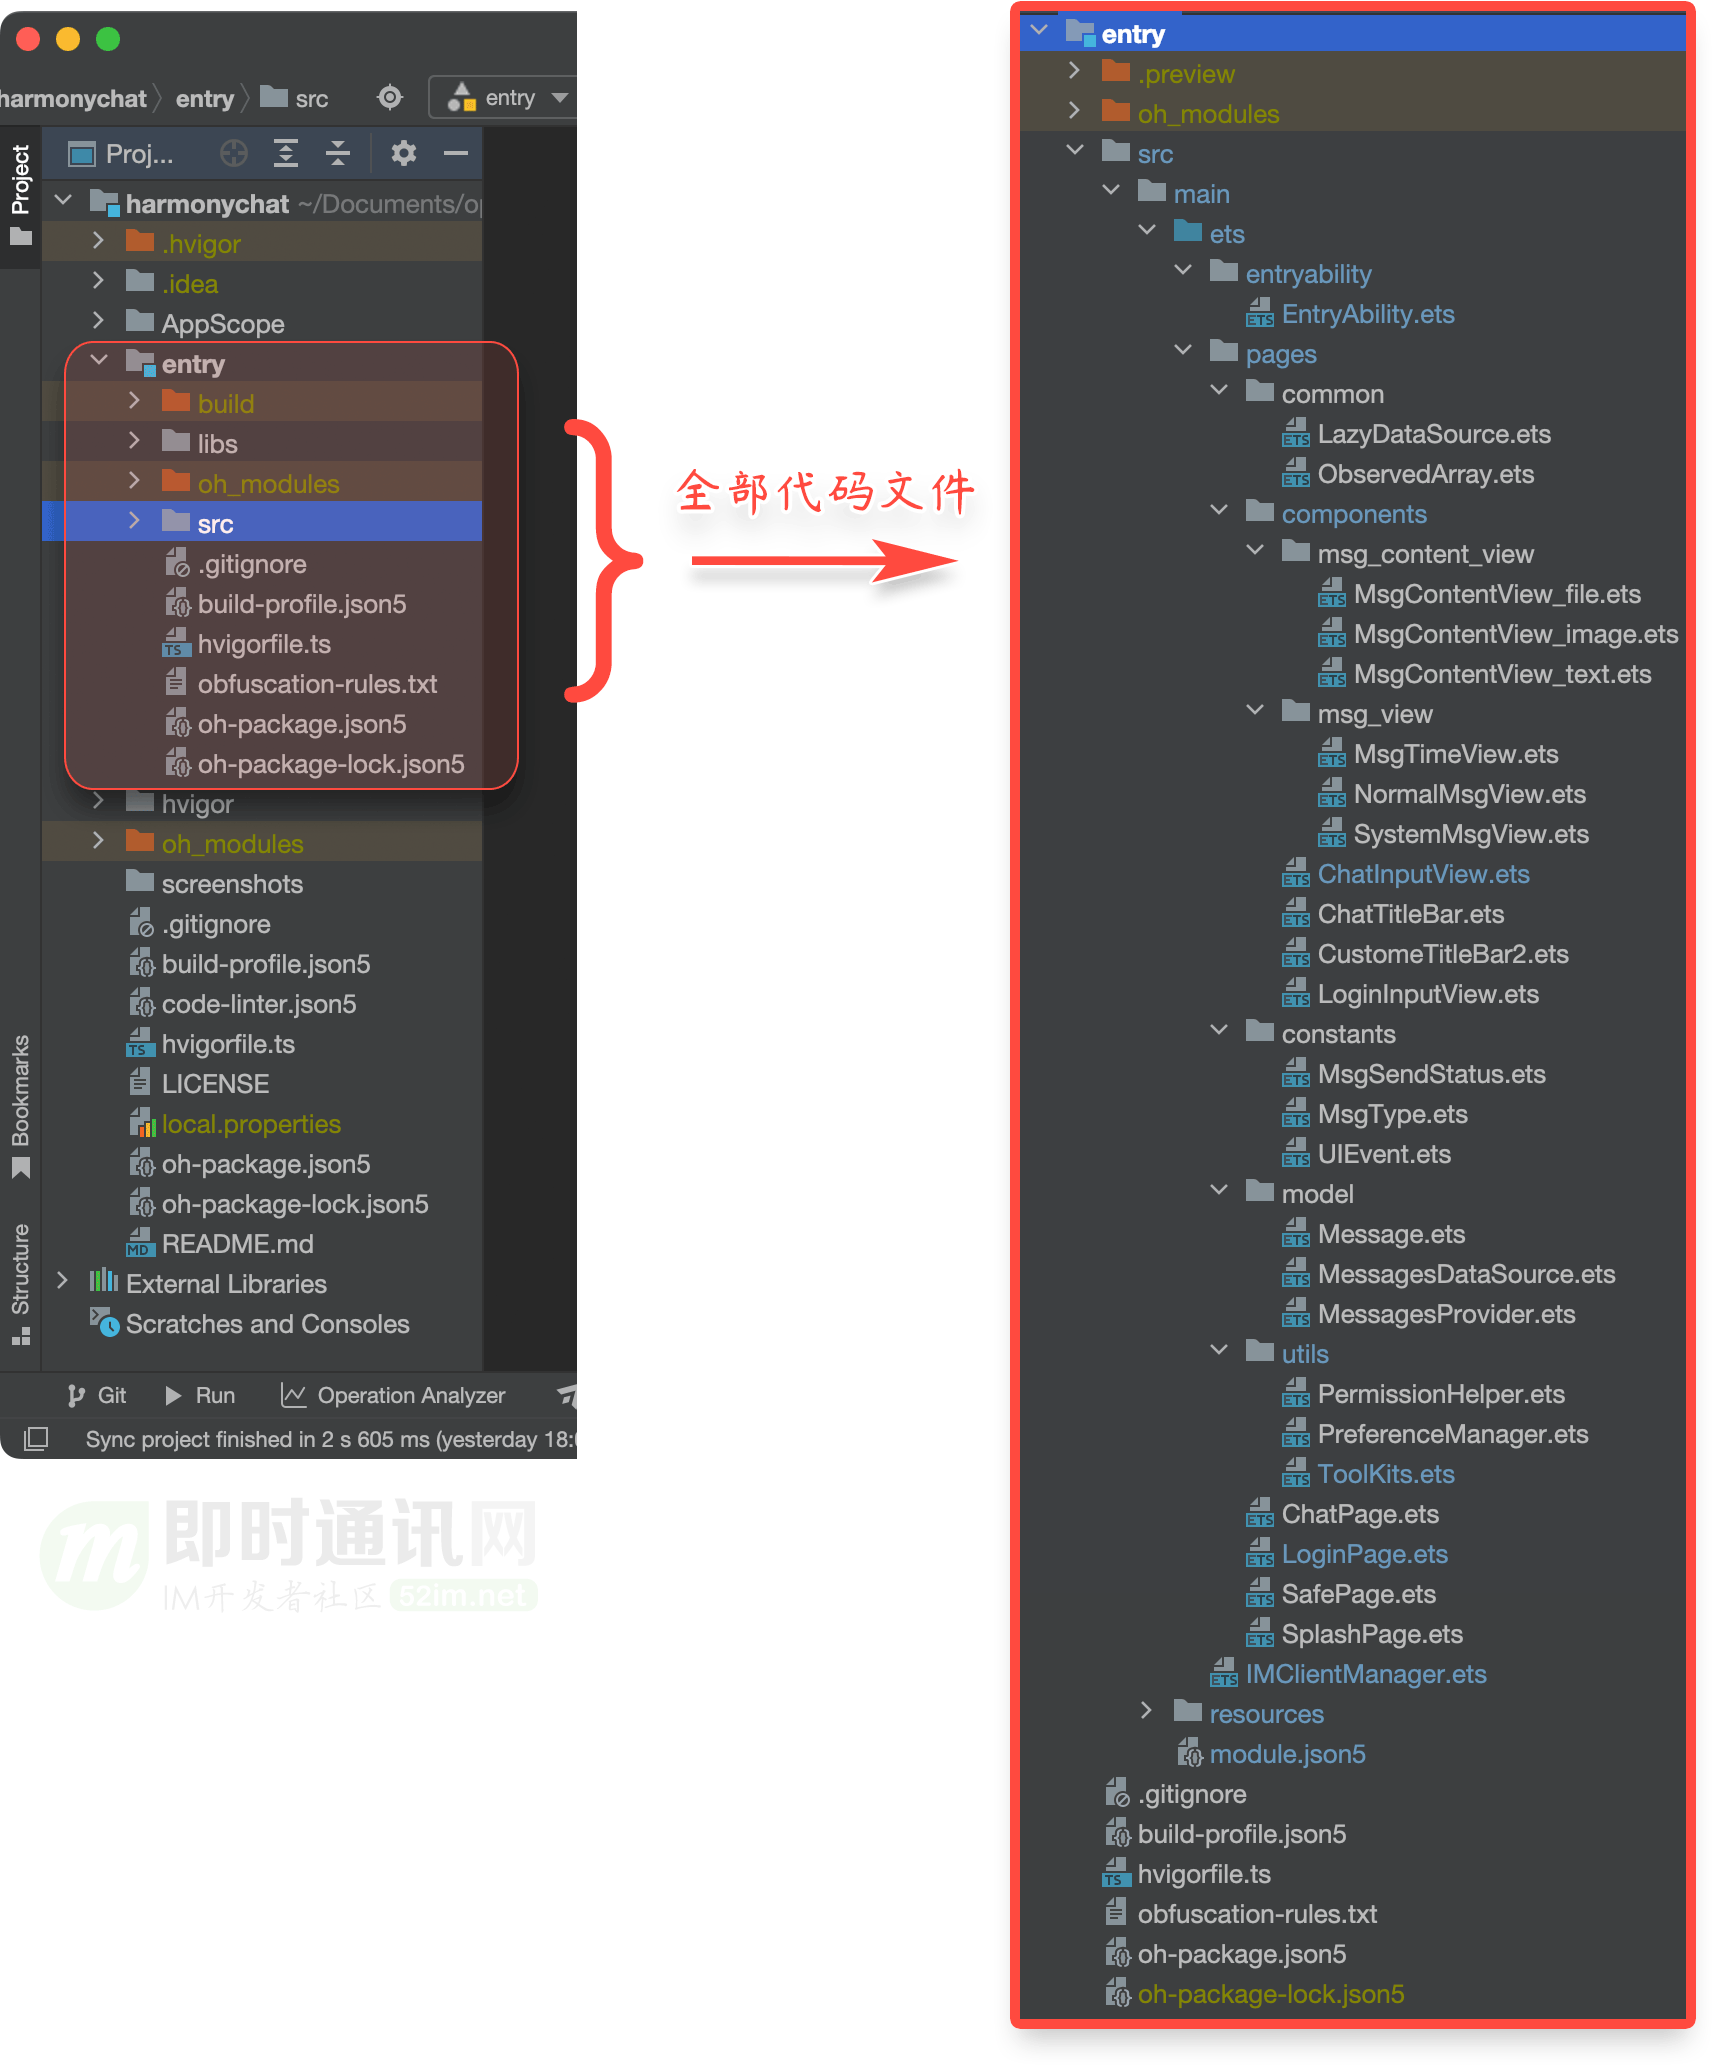 harmonychat
entry
src
entry
Project
Proj...
harmonychat ~/Documents/op
.hvigor
.idea
AppScope
entry
build
libs
oh_modules
src
.gitignore
build-profile.json5
hvigorfile.ts
obfuscation-rules.txt
oh-package.json5
oh-package-lock.json5
hvigor
oh_modules
screenshots
.gitignore
build-profile.json5
code-linter.json5
hvigorfile.ts
LICENSE
local.properties
oh-package.json5
oh-package-lock.json5
README.md
External Libraries
Scratches and Consoles
Bookmarks
Structure
Git
Run
Operation Analyzer
Sync project finished in 2 s 605 ms (yesterday 18:
即时通讯网
IM开发者社区 52im.net
全部代码文件
entry
.preview
oh_modules
src
main
ets
entryability
EntryAbility.ets
pages
common
LazyDataSource.ets
ObservedArray.ets
components
msg_content_view
MsgContentView_file.ets
MsgContentView_image.ets
MsgContentView_text.ets
msg_view
MsgTimeView.ets
NormalMsgView.ets
SystemMsgView.ets
ChatInputView.ets
ChatTitleBar.ets
CustomeTitleBar2.ets
LoginInputView.ets
constants
MsgSendStatus.ets
MsgType.ets
UIEvent.ets
model
Message.ets
MessagesDataSource.ets
MessagesProvider.ets
utils
PermissionHelper.ets
PreferenceManager.ets
ToolKits.ets
ChatPage.ets
LoginPage.ets
SafePage.ets
SplashPage.ets
IMClientManager.ets
resources
module.json5
.gitignore
build-profile.json5
hvigorfile.ts
obfuscation-rules.txt
oh-package.json5
oh-package-lock.json5